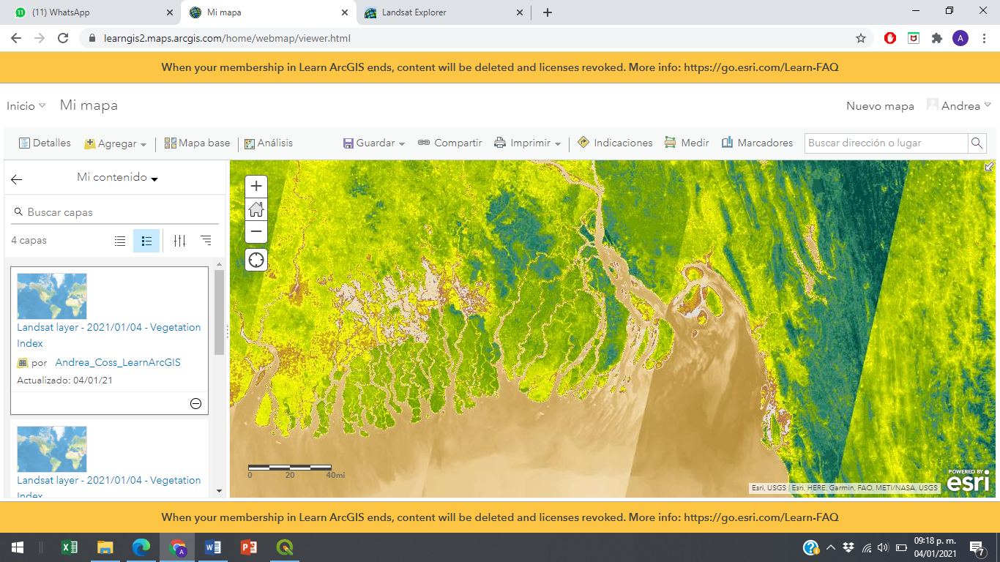 (11) WhatsApp
Mi mapa
Landsat Explorer
learngis2.maps.arcgis.com/home/webmap/viewer.html
A
When your membership in Learn ArcGIS ends, content will be deleted and licenses revoked. More info: https://go.esri.com/Learn-FAQ
Inicio
Mi mapa
Nuevo mapa
Andrea
Detalles
Agregar
Mapa base
Análisis
Guardar
Compartir
Imprimir
Indicaciones
Medir
Marcadores
Buscar dirección o lugar
Mi contenido
Buscar capas
4 capas
Landsat layer - 2021/01/04 - Vegetation
Index
por Andrea_Coss_LearnArcGIS
Actualizado: 04/01/21
Landsat layer - 2021/01/04 - Vegetation
Index
0 20 40mi
Esri, USGS | Esri, HERE, Garmin, FAO, METI/NASA, USGS
POWERED BY
esri
When your membership in Learn ArcGIS ends, content will be deleted and licenses revoked. More info: https://go.esri.com/Learn-FAQ
09:18 p. m.
04/01/2021
7